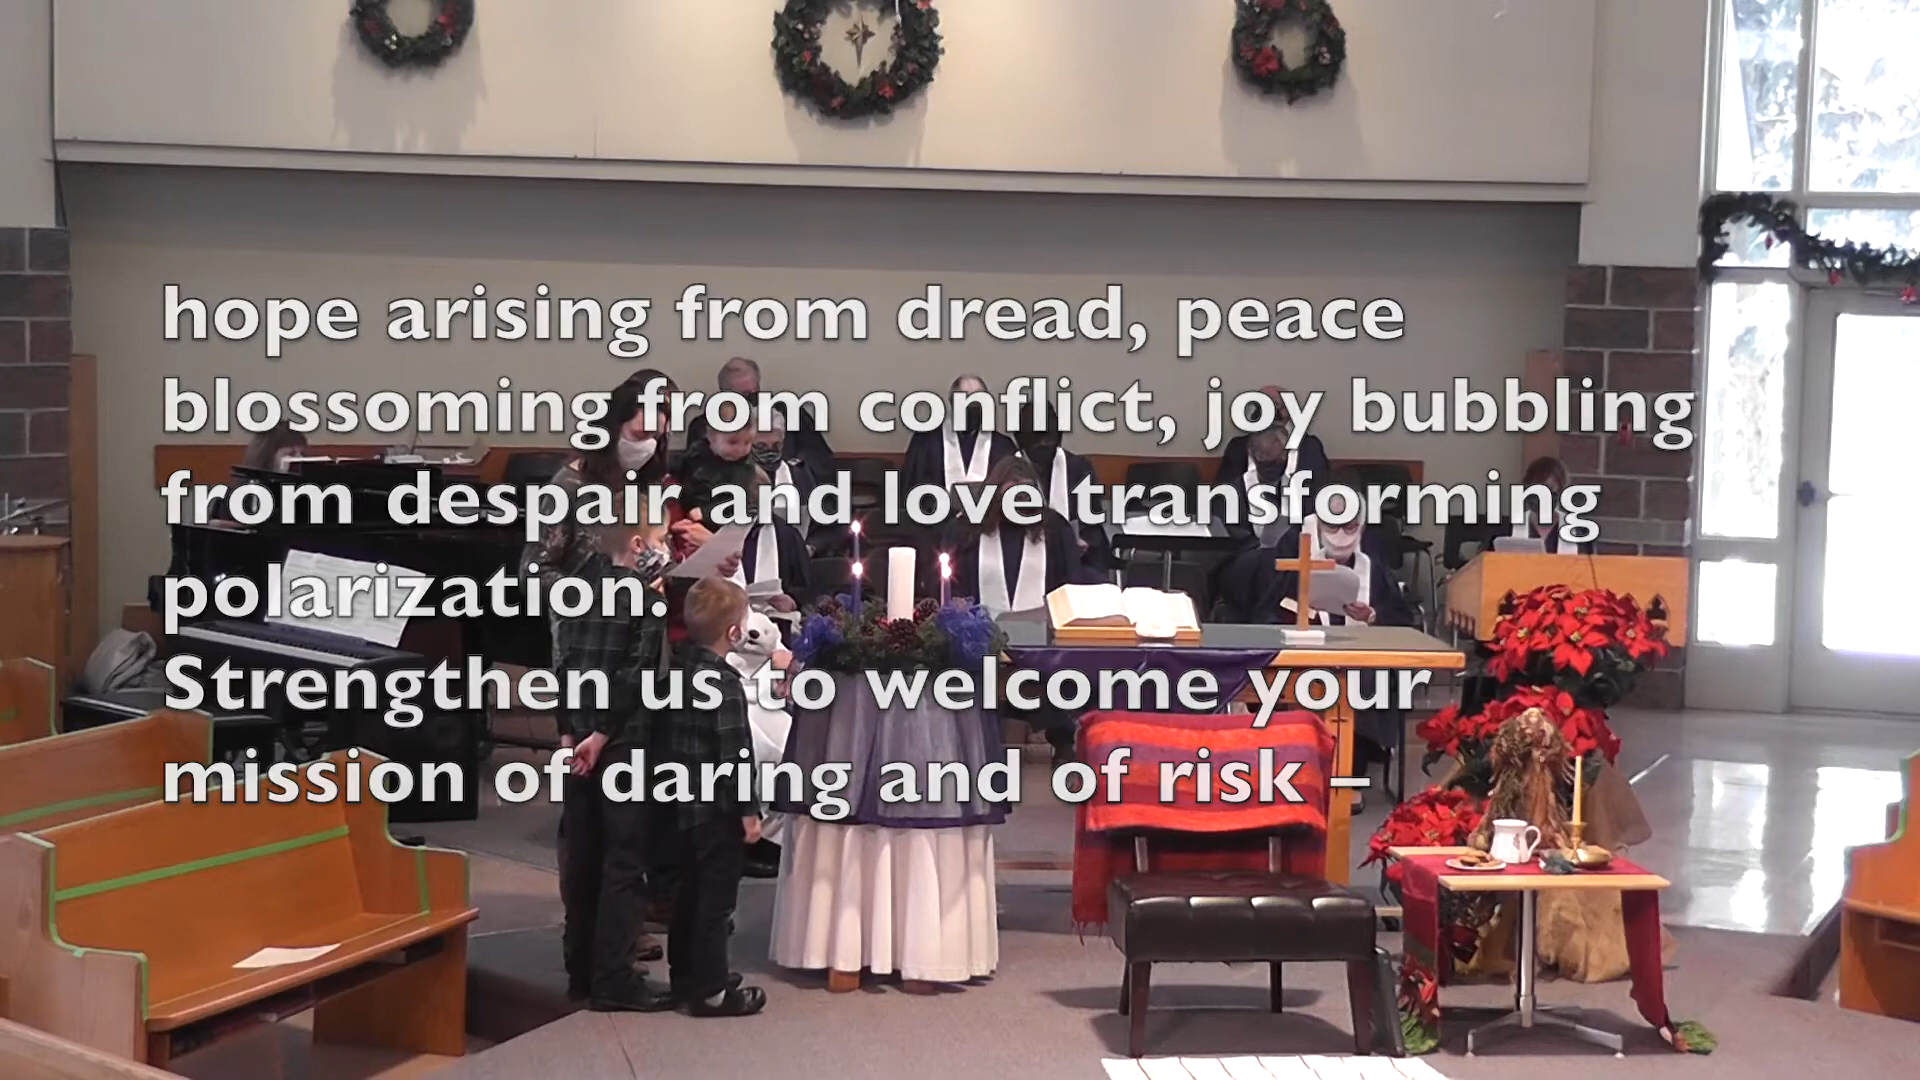 hope arising from dread, peace
blossoming from conflict, joy bubbling
from despair and love transforming
polarization.
Strengthen us to welcome your
mission of daring and of risk –